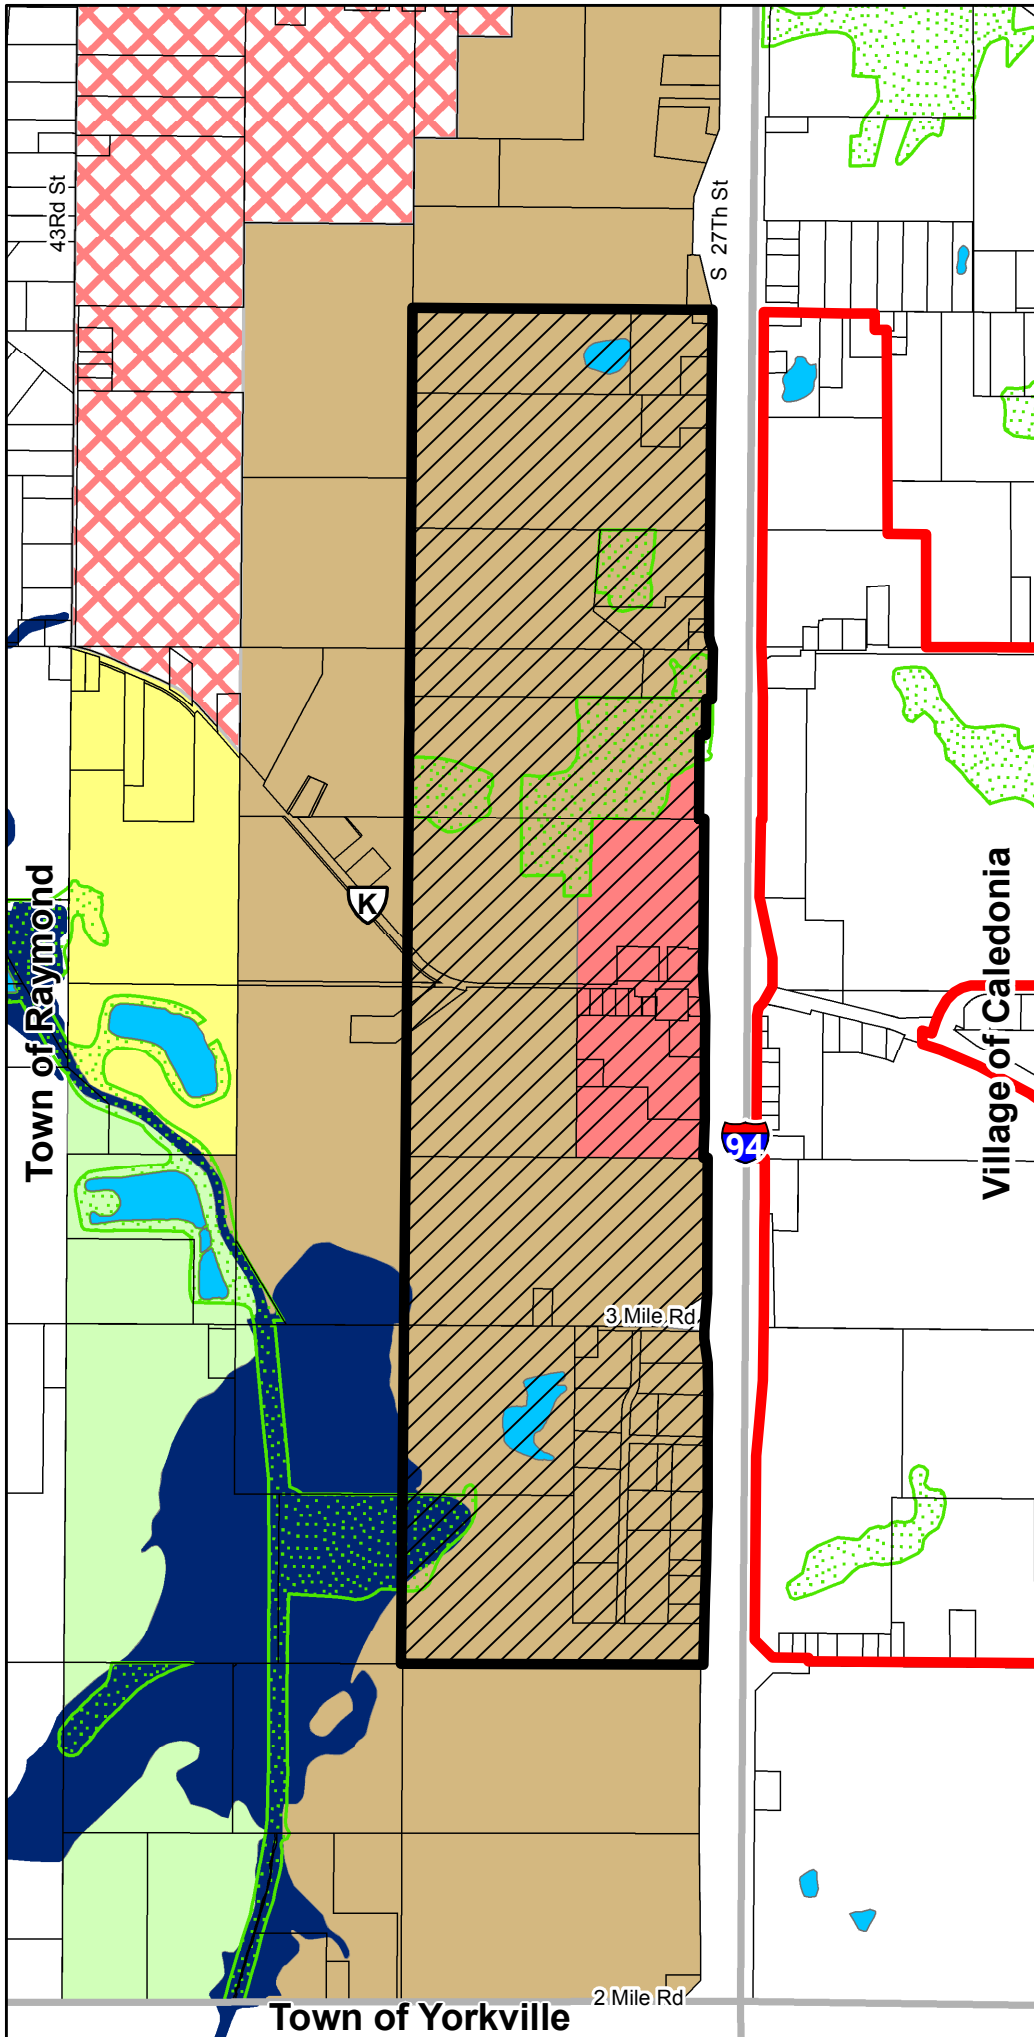 43Rd St
S 27Th St
K
Town of Raymond
Village of Caledonia
94
3 Mile Rd
2 Mile Rd
Town of Yorkville